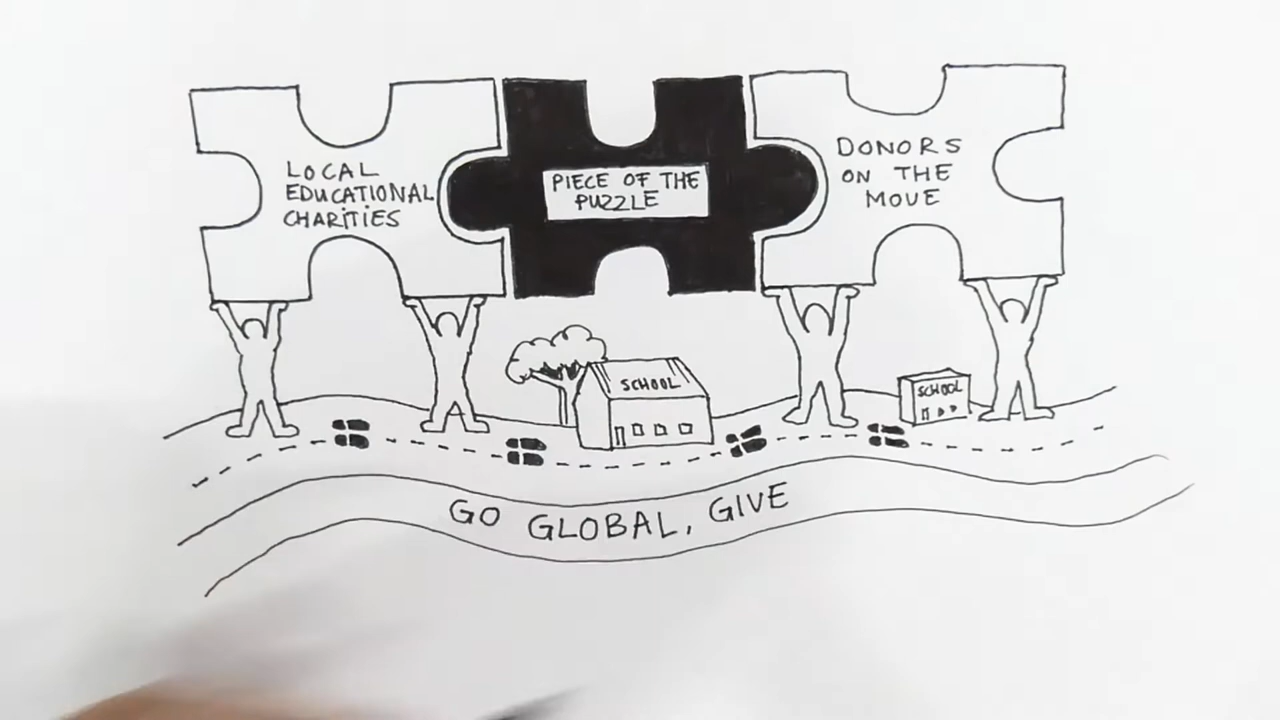 LOCAL
EDUCATIONAL
CHARITIES
PIECE OF THE
PUZZLE
DONORS
ON THE
MOVE
SCHOOL
SCHOOL
GO GLOBAL, GIVE